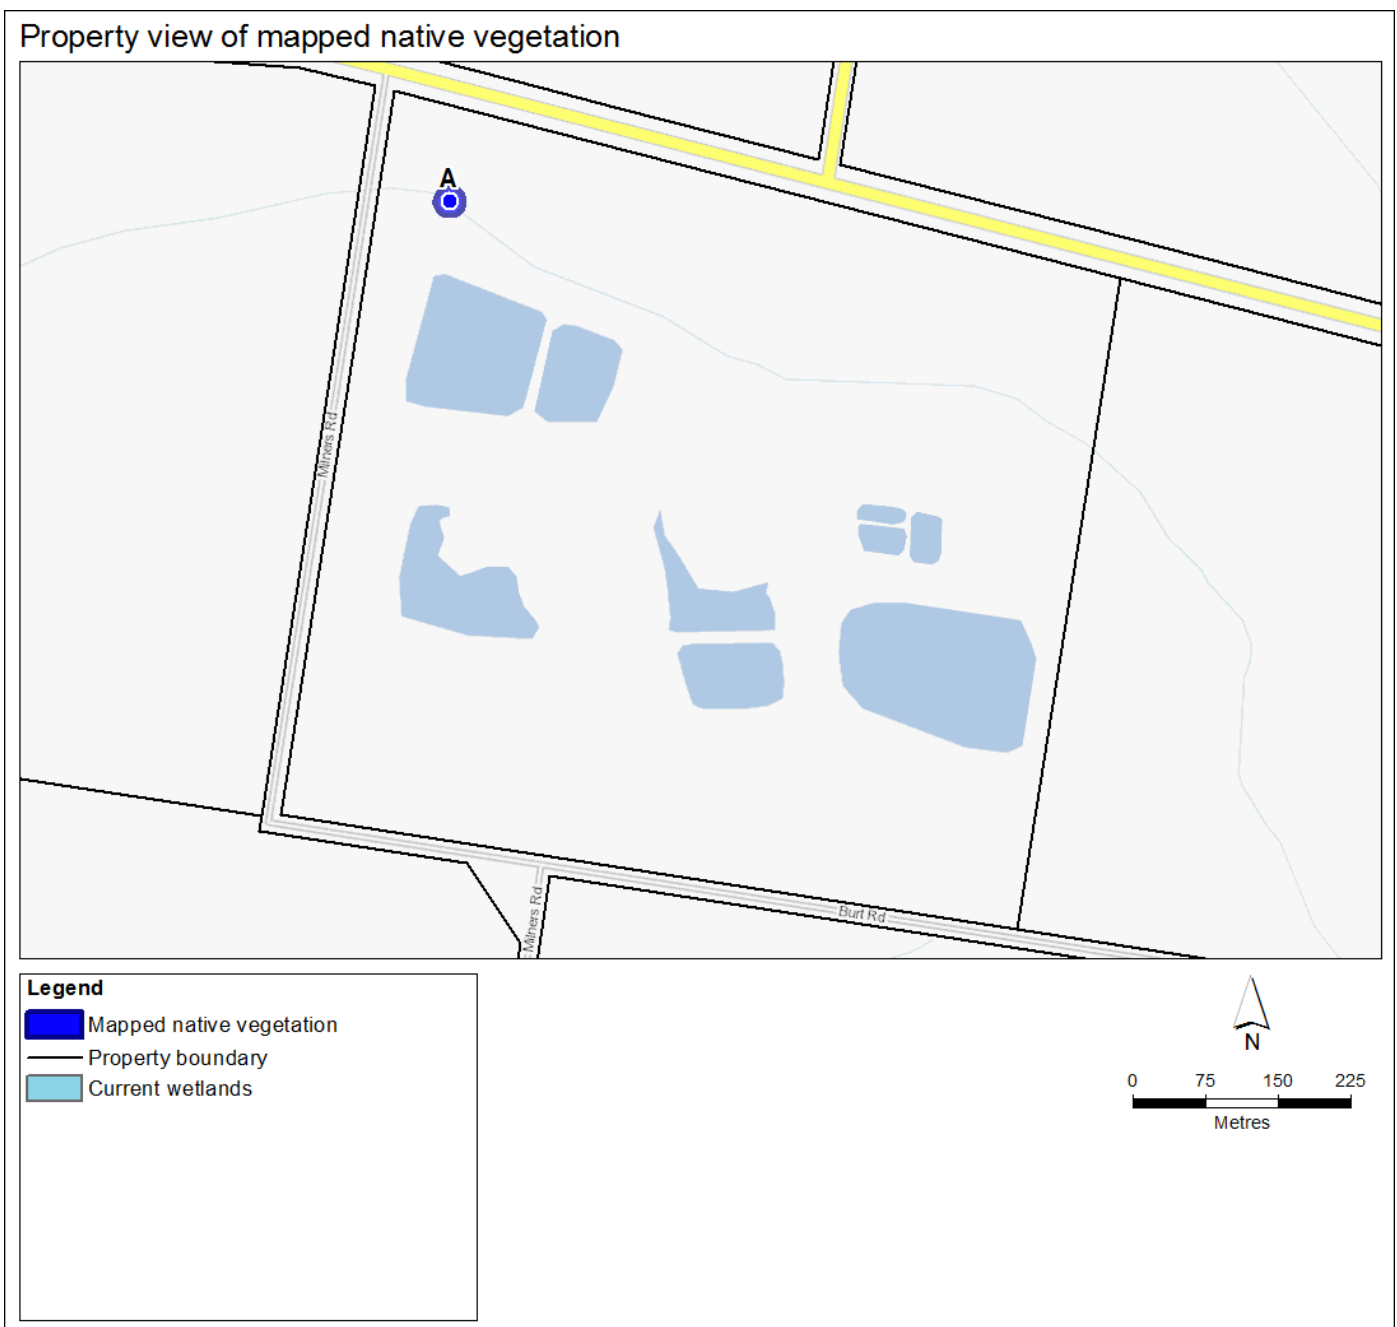 Property view of mapped native vegetation
A
Milners Rd
Burt Rd
Milners Rd
Legend
Mapped native vegetation
Property boundary
Current wetlands
N
0 75 150 225
Metres